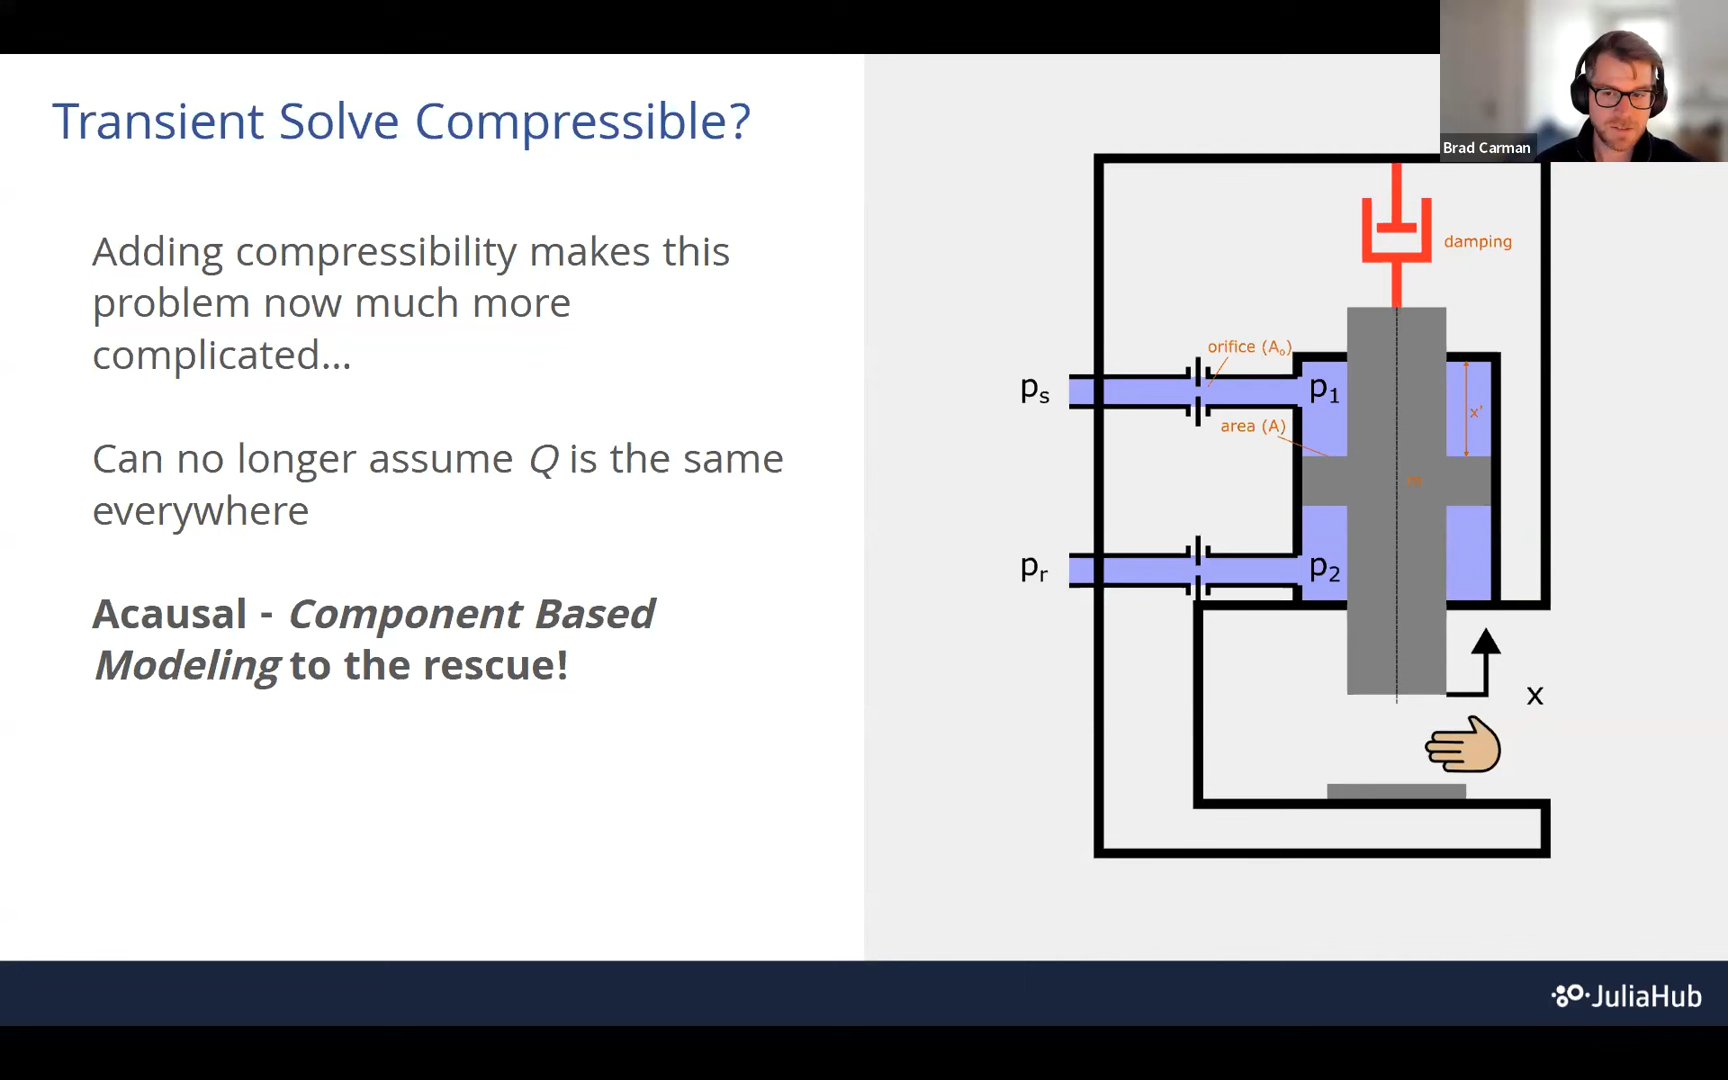 Transient Solve Compressible?
Adding compressibility makes this
problem now much more
complicated...
Can no longer assume Q is the same
everywhere
Acausal - Component Based
Modeling to the rescue!
Brad Carman
damping
orifice (Aₒ)
pₛ
p₁
x'
area (A)
m
pᵣ
p₂
x
JuliaHub